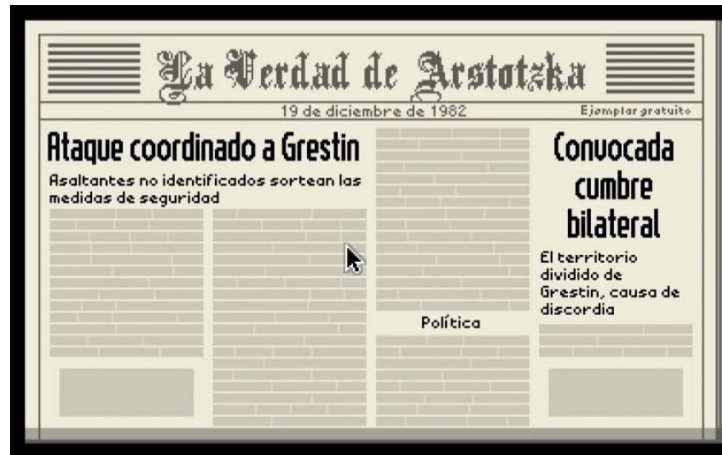 La Verdad de Arstotzka
19 de diciembre de 1982
Ejemplar gratuito
Ataque coordinado a Grestin
Asaltantes no identificados sortean las
medidas de seguridad
Política
Convocada
cumbre
bilateral
El territorio
dividido de
Grestin, causa de
discordia